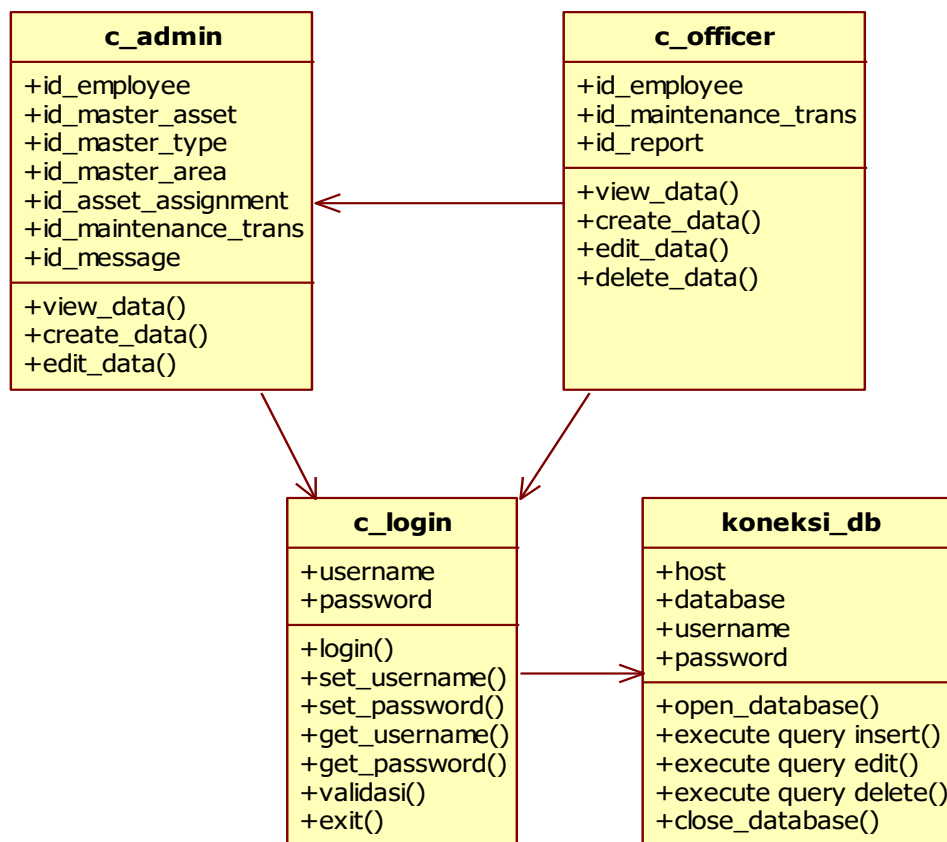 c_admin
+id_employee
+id_master_asset
+id_master_type
+id_master_area
+id_asset_assignment
+id_maintenance_trans
+id_message
+view_data()
+create_data()
+edit_data()
c_officer
+id_employee
+id_maintenance_trans
+id_report
+view_data()
+create_data()
+edit_data()
+delete_data()
c_login
+username
+password
+login()
+set_username()
+set_password()
+get_username()
+get_password()
+validasi()
+exit()
koneksi_db
+host
+database
+username
+password
+open_database()
+execute query insert()
+execute query edit()
+execute query delete()
+close_database()